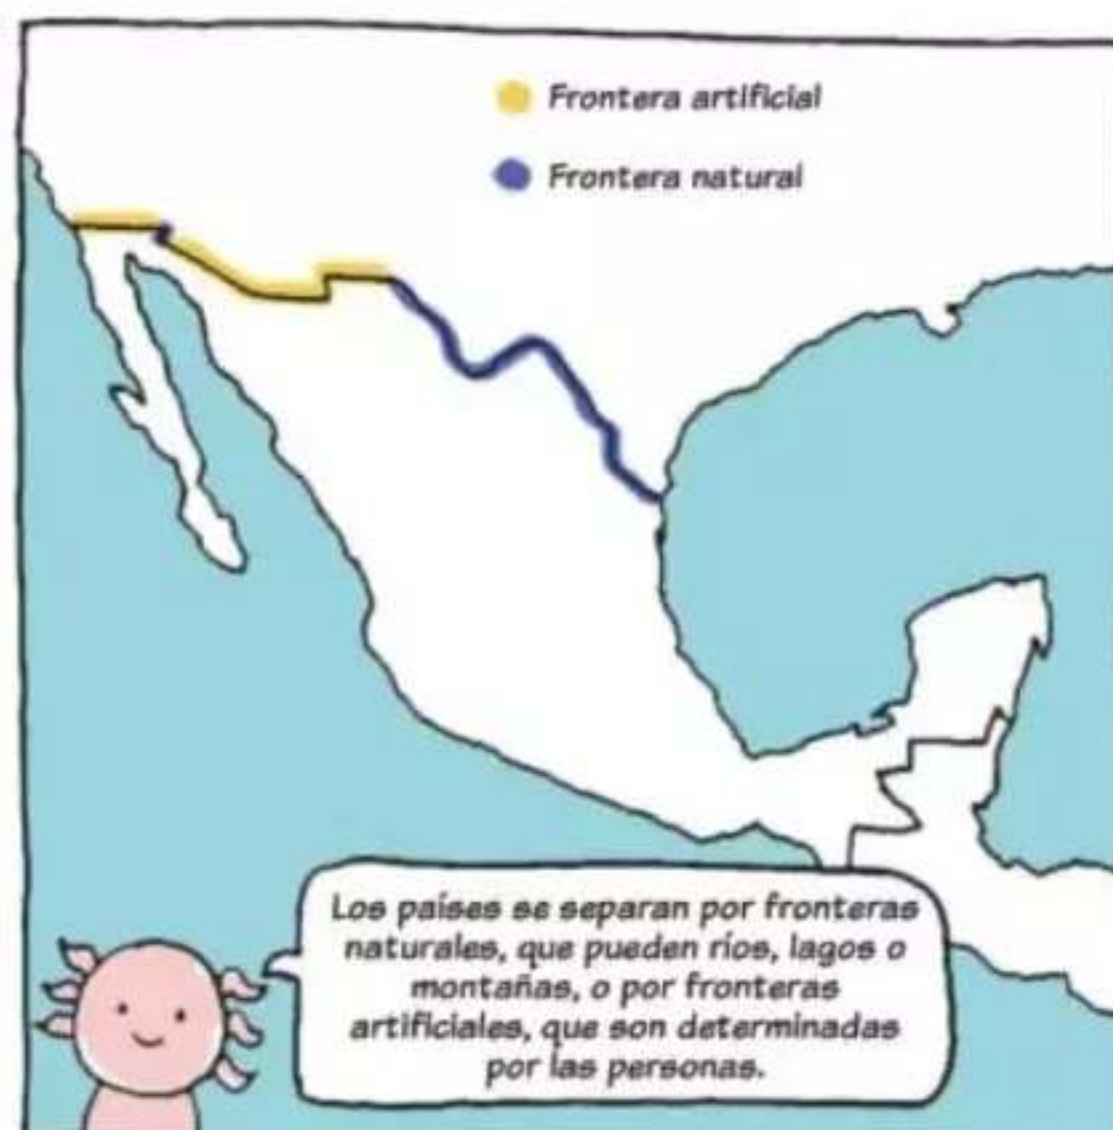 Frontera artificial
Frontera natural
Los países se separan por fronteras
naturales, que pueden ríos, lagos o
montañas, o por fronteras
artificiales, que son determinadas
por las personas.